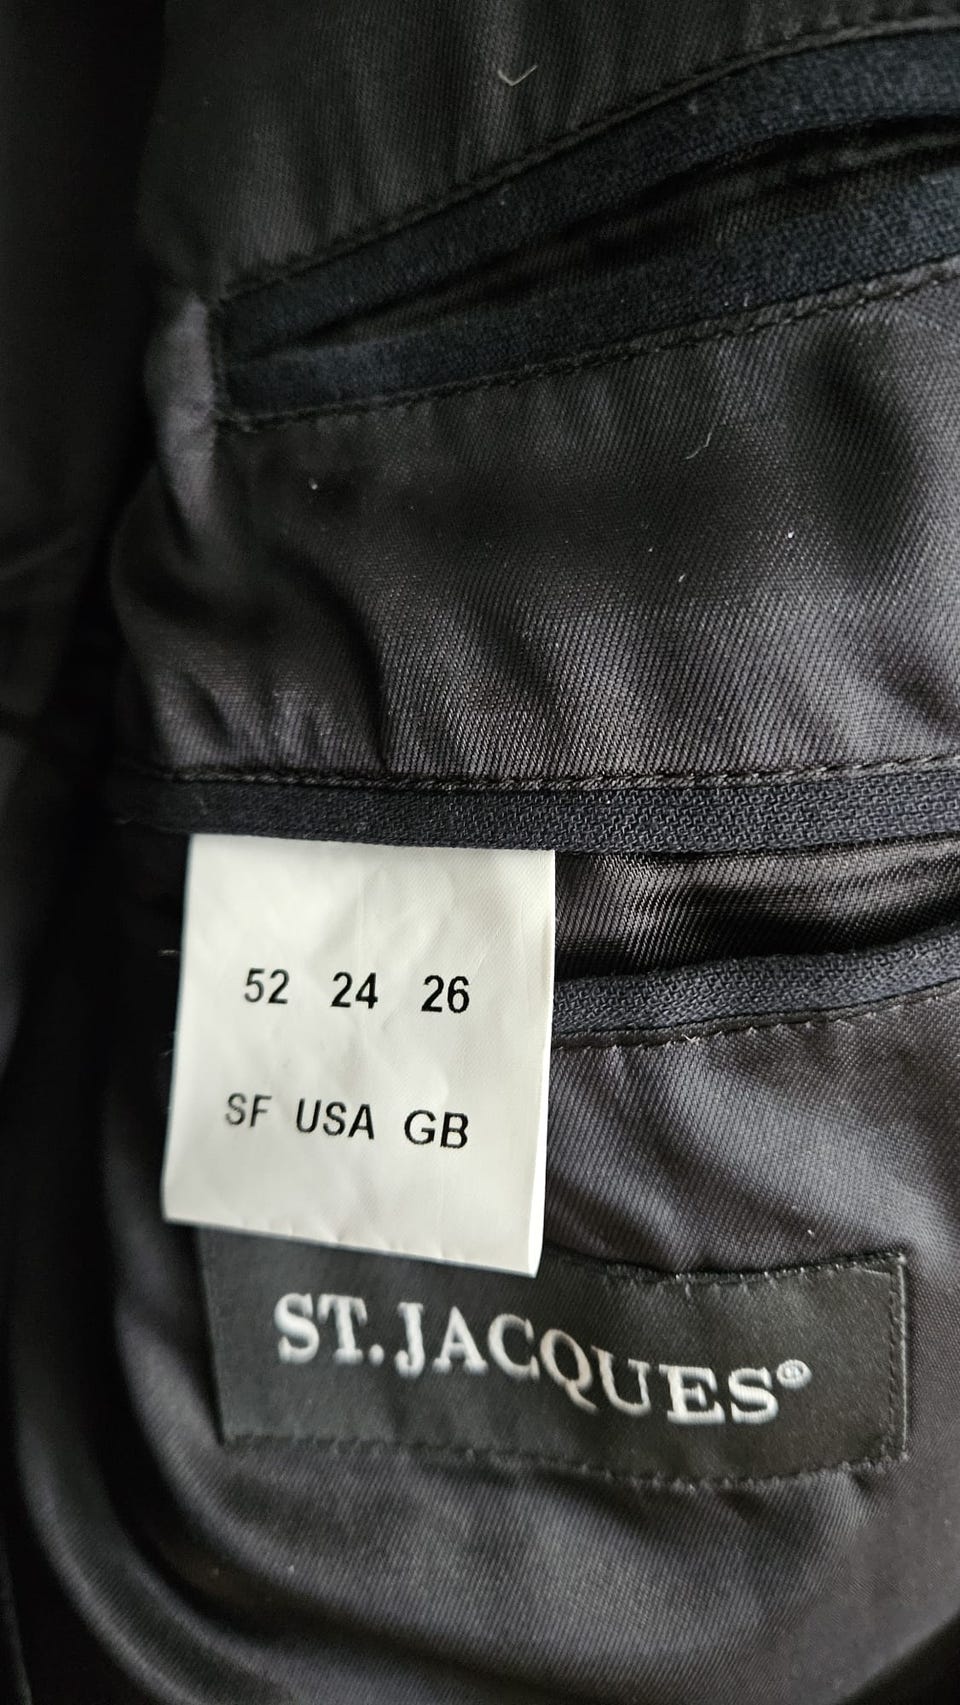 52 24 26
SF USA GB
ST.JACQUES®